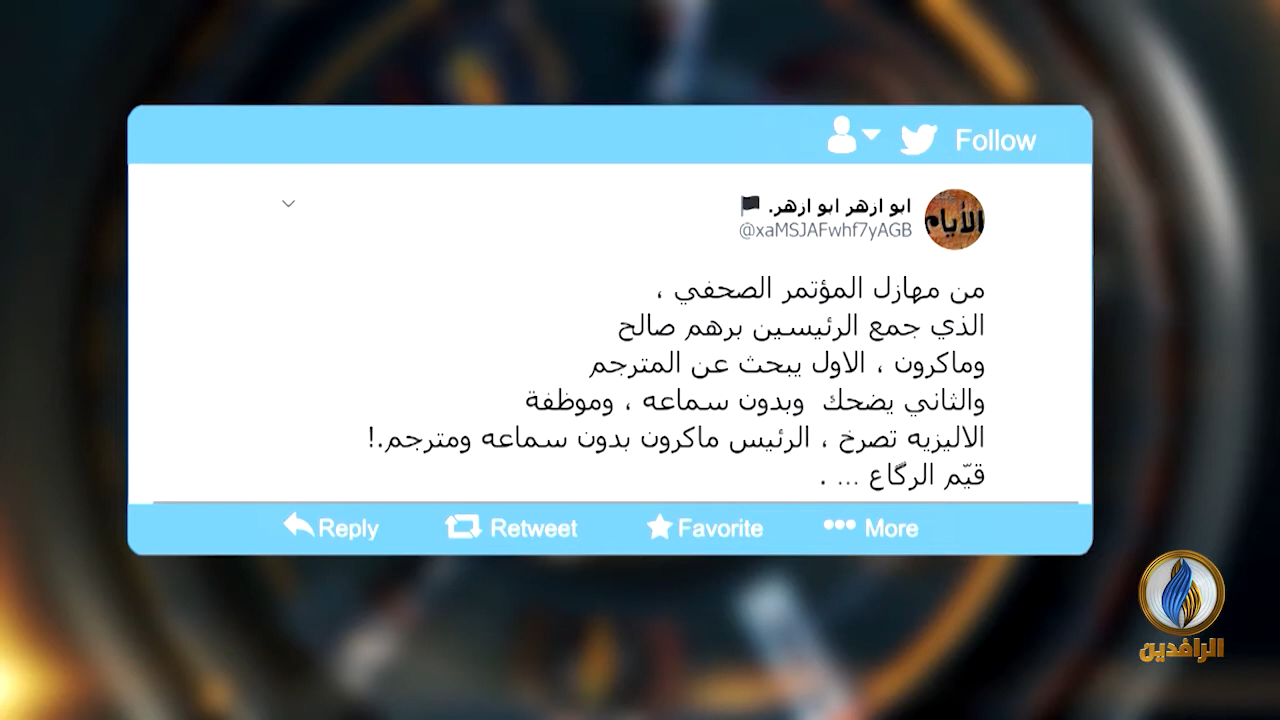 Follow
ابو ازهر ابو ازهر. 🏴
@xaMSJAFwhf7yAGB
الأيام
من مهازل المؤتمر الصحفي ،
الذي جمع الرئيسين برهم صالح
وماكرون ، الاول يبحث عن المترجم
والثاني يضحك وبدون سماعه ، وموظفة
الاليزيه تصرخ ، الرئيس ماكرون بدون سماعه ومترجم.!
قيّم الرگاع ... .
Reply Retweet Favorite More
الرافدين